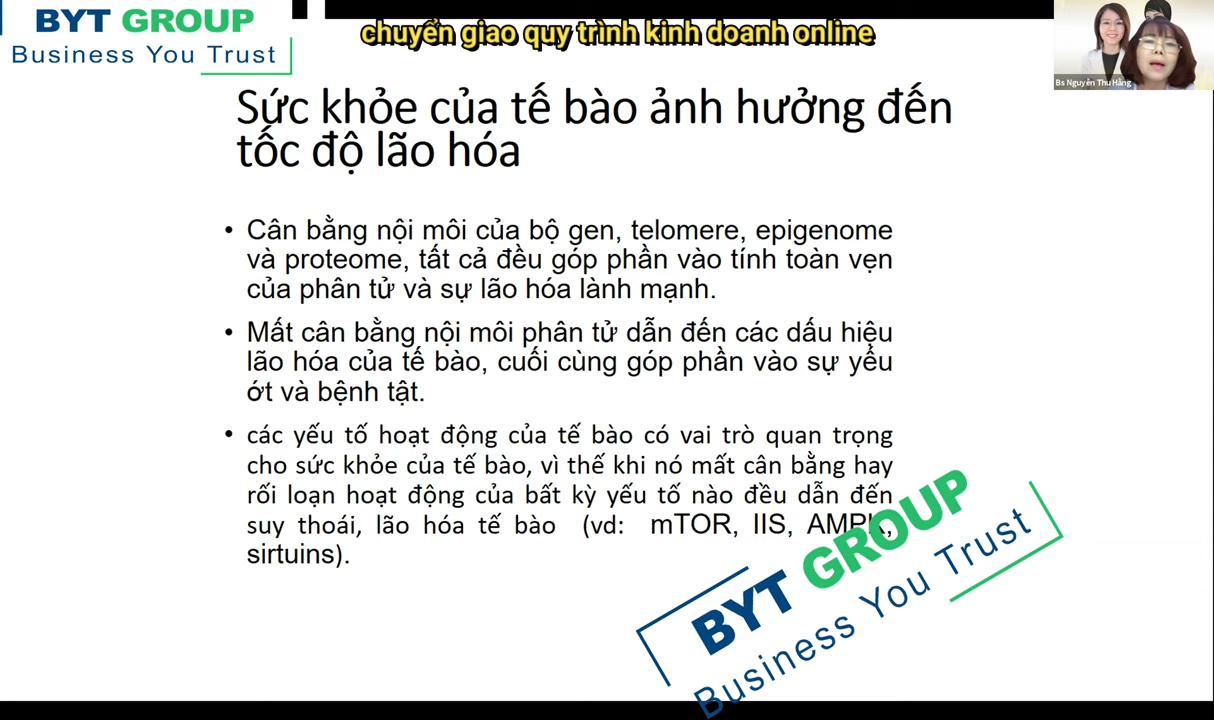 BYT GROUP
Business You Trust
chuyển giao quy trình kinh doanh online
Bs Nguyễn Thu Hằng
Sức khỏe của tế bào ảnh hưởng đến
tốc độ lão hóa
• Cân bằng nội môi của bộ gen, telomere, epigenome
và proteome, tất cả đều góp phần vào tính toàn vẹn
của phân tử và sự lão hóa lành mạnh.
• Mất cân bằng nội môi phân tử dẫn đến các dấu hiệu
lão hóa của tế bào, cuối cùng góp phần vào sự yếu
ớt và bệnh tật.
• các yếu tố hoạt động của tế bào có vai trò quan trọng
cho sức khỏe của tế bào, vì thế khi nó mất cân bằng hay
rối loạn hoạt động của bất kỳ yếu tố nào đều dẫn đến
suy thoái, lão hóa tế bào (vd: mTOR, IIS, AMPK,
sirtuins).
BYT GROUP
Business You Trust